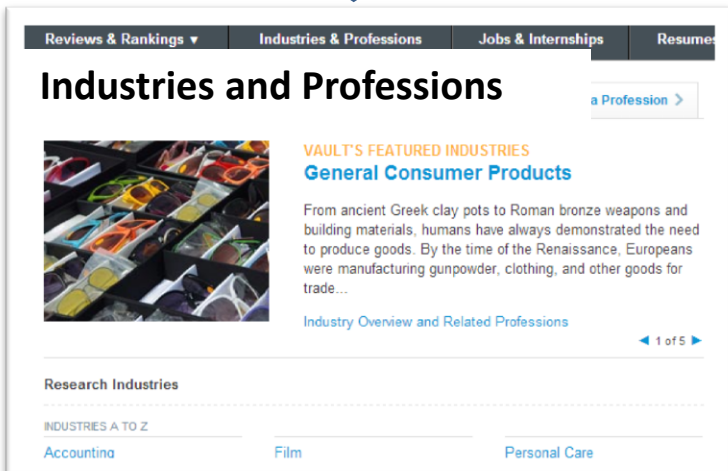 Reviews & Rankings ▼ Industries & Professions Jobs & Internships Resumes
Industries and Professions
a Profession >
VAULT'S FEATURED INDUSTRIES
General Consumer Products
From ancient Greek clay pots to Roman bronze weapons and
building materials, humans have always demonstrated the need
to produce goods. By the time of the Renaissance, Europeans
were manufacturing gunpowder, clothing, and other goods for
trade...
Industry Overview and Related Professions
◀ 1 of 5 ▶
Research Industries
INDUSTRIES A TO Z
Accounting Film Personal Care